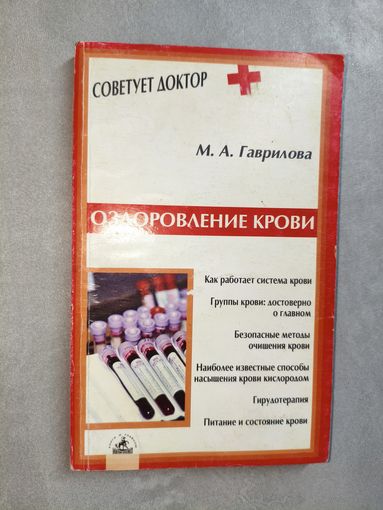 СОВЕТУЕТ ДОКТОР
М. А. Гаврилова
ОЗДОРОВЛЕНИЕ КРОВИ
Как работает система крови
Группы крови: достоверно
о главном
Безопасные методы
очищения крови
Наиболее известные способы
насыщения крови кислородом
Гирудотерапия
Питание и состояние крови